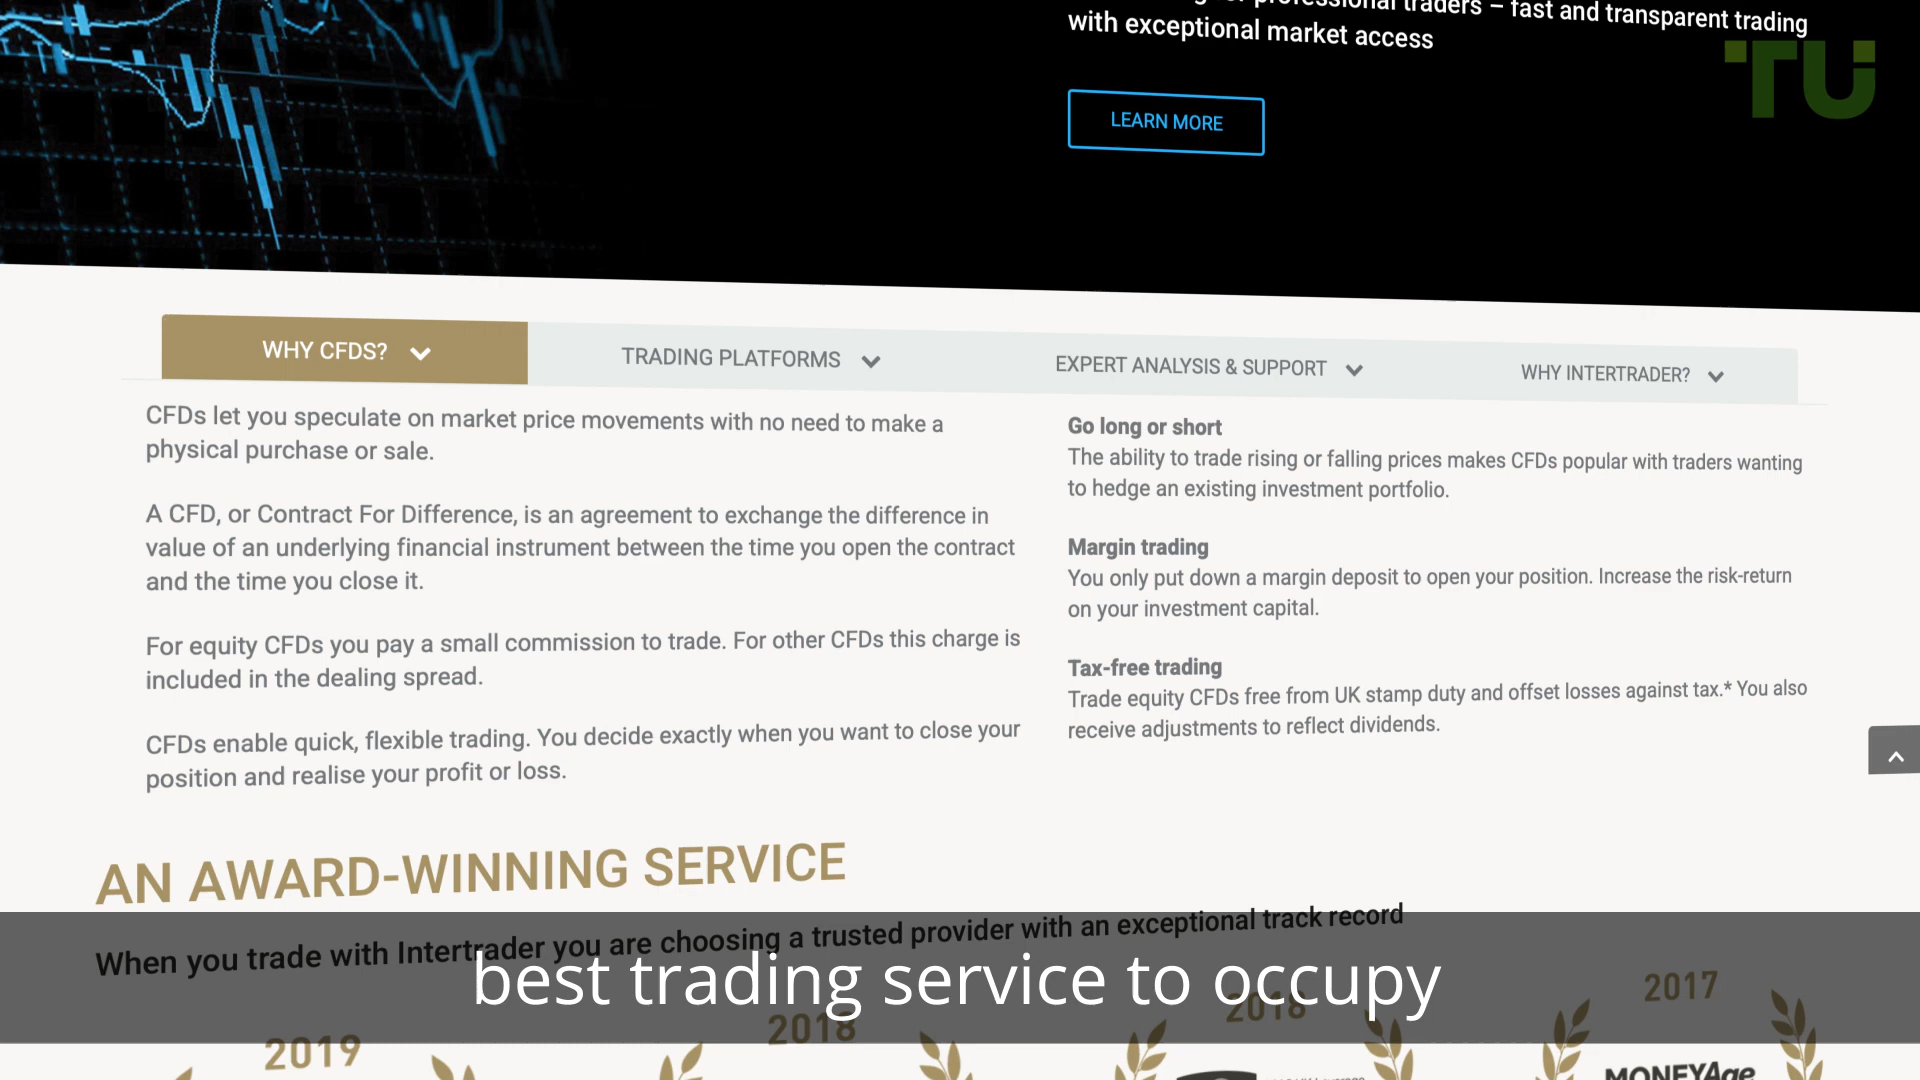 professional traders – fast and transparent trading
with exceptional market access
TU
LEARN MORE
WHY CFDS?
TRADING PLATFORMS
EXPERT ANALYSIS & SUPPORT
WHY INTERTRADER?
CFDs let you speculate on market price movements with no need to make a
physical purchase or sale.
A CFD, or Contract For Difference, is an agreement to exchange the difference in
value of an underlying financial instrument between the time you open the contract
and the time you close it.
For equity CFDs you pay a small commission to trade. For other CFDs this charge is
included in the dealing spread.
CFDs enable quick, flexible trading. You decide exactly when you want to close your
position and realise your profit or loss.
Go long or short
The ability to trade rising or falling prices makes CFDs popular with traders wanting
to hedge an existing investment portfolio.
Margin trading
You only put down a margin deposit to open your position. Increase the risk-return
on your investment capital.
Tax-free trading
Trade equity CFDs free from UK stamp duty and offset losses against tax.* You also
receive adjustments to reflect dividends.
AN AWARD-WINNING SERVICE
When you trade with Intertrader you are choosing a trusted provider with an exceptional track record
best trading service to occupy
2019
2018
2018
2017
MONEYAge